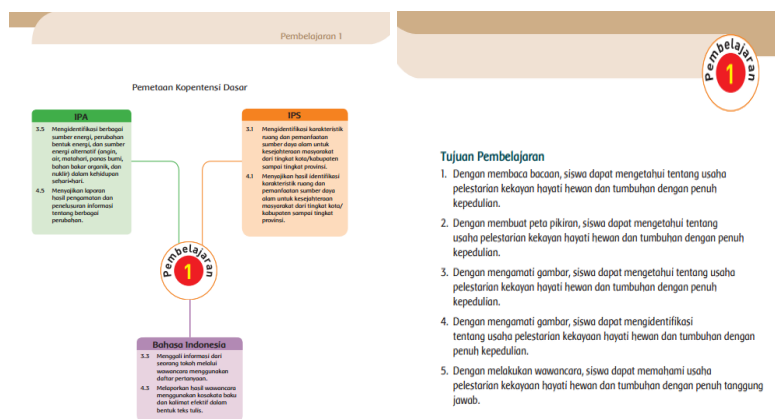 Pembelajaran 1
Pemetaan Kopentensi Dasar
IPA
3.5 Mengidentifikasi berbagai
sumber energi, perubahan
bentuk energi, dan sumber
energi alternatif (angin,
air, matahari, panas bumi,
bahan bakar organik, dan
nuklir) dalam kehidupan
sehari-hari.
4.5 Menyajikan laporan
hasil pengamatan dan
penelusuran informasi
tentang berbagai
perubahan.
IPS
3.1 Mengidentifikasi karakteristik
ruang dan pemanfaatan
sumber daya alam untuk
kesejahteraan masyarakat
dari tingkat kota/kabupaten
sampai tingkat provinsi.
4.1 Menyajikan hasil identifikasi
karakteristik ruang dan
pemanfaatan sumber daya
alam untuk kesejahteraan
masyarakat dari tingkat kota/
kabupaten sampai tingkat
provinsi.
Pembelajaran
1
Bahasa Indonesia
3.3 Menggali informasi dari
seorang tokoh melalui
wawancara menggunakan
daftar pertanyaan.
4.3 Melaporkan hasil wawancara
menggunakan kosakata baku
dan kalimat efektif dalam
bentuk teks tulis.
Pembelajaran
1
Tujuan Pembelajaran
1. Dengan membaca bacaan, siswa dapat mengetahui tentang usaha
pelestarian kekayan hayati hewan dan tumbuhan dengan penuh
kepedulian.
2. Dengan membuat peta pikiran, siswa dapat mengetahui tentang
usaha pelestarian kekayan hayati hewan dan tumbuhan dengan penuh
kepedulian.
3. Dengan mengamati gambar, siswa dapat mengetahui tentang usaha
pelestarian kekayan hayati hewan dan tumbuhan dengan penuh
kepedulian.
4. Dengan mengamati gambar, siswa dapat mengidentifikasi
tentang usaha pelestarian kekayaan hayati hewan dan tumbuhan dengan
penuh kepedulian.
5. Dengan melakukan wawancara, siswa dapat memahami usaha
pelestarian kekayaan hayati hewan dan tumbuhan dengan penuh tanggung
jawab.